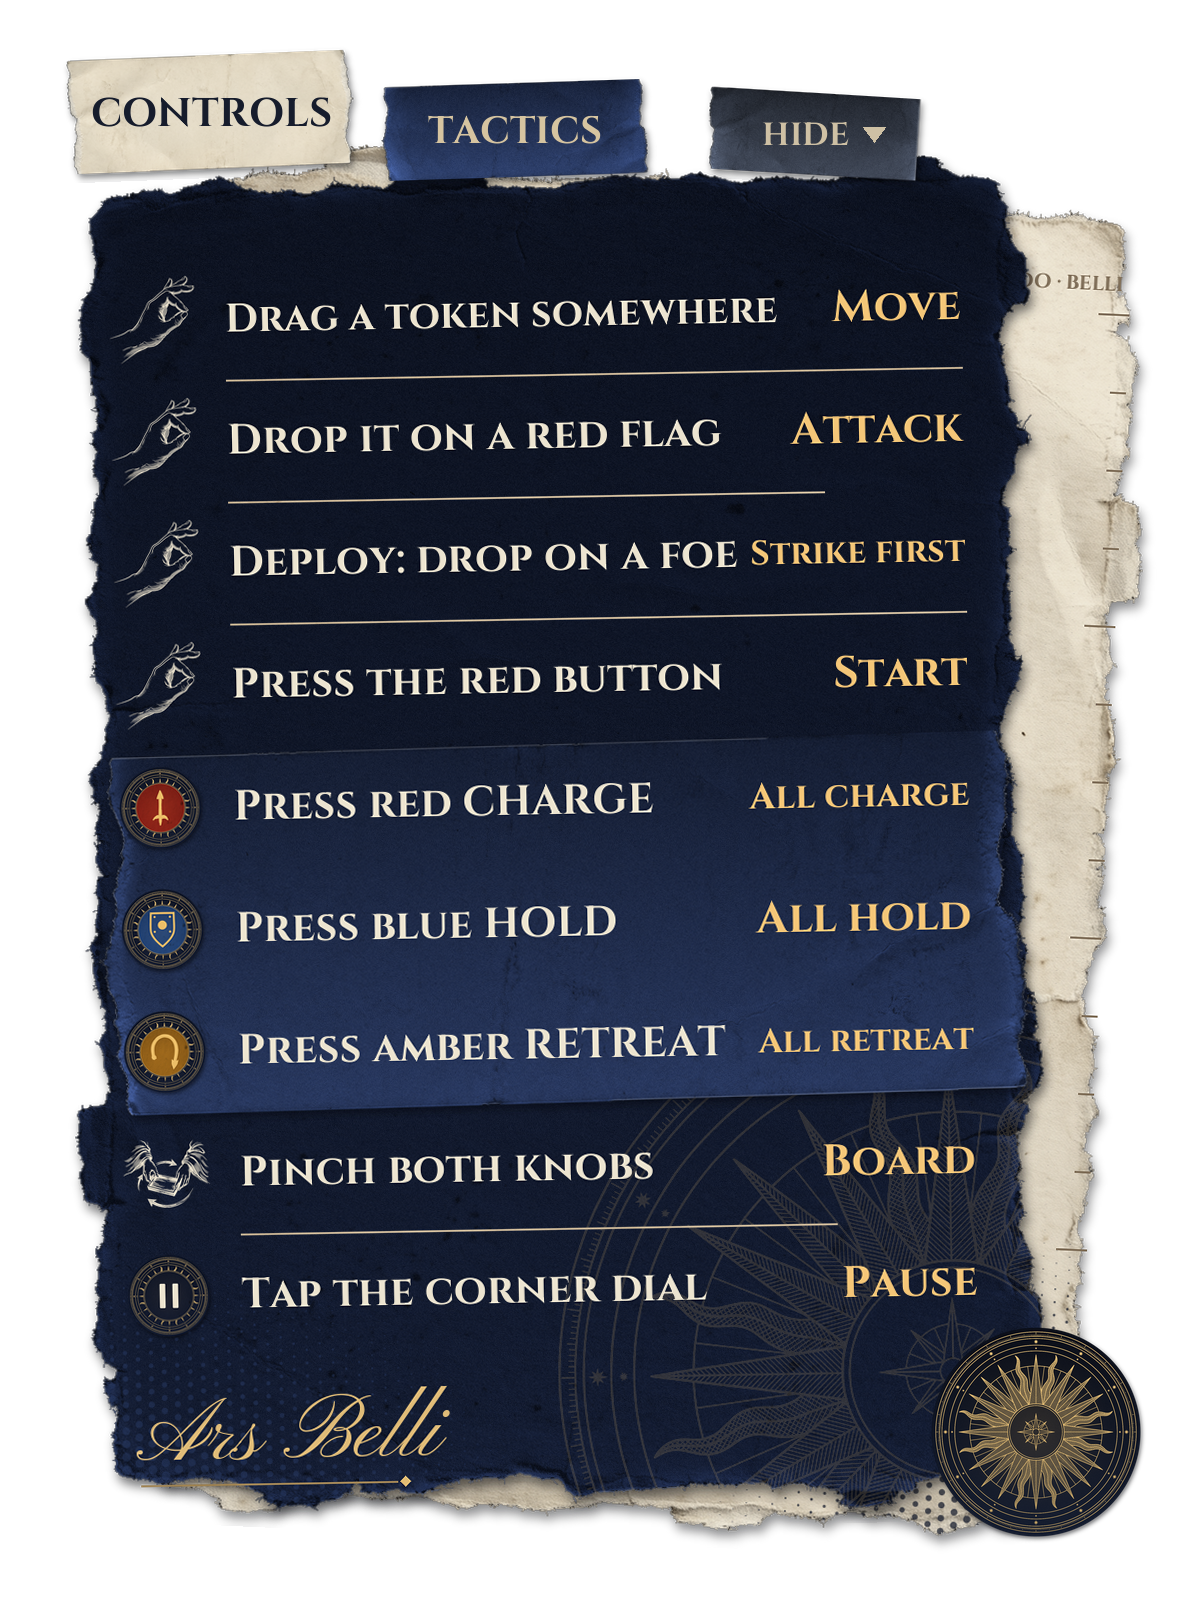 CONTROLS
TACTICS
HIDE
DRAG A TOKEN SOMEWHERE MOVE
DROP IT ON A RED FLAG ATTACK
DEPLOY: DROP ON A FOE STRIKE FIRST
PRESS THE RED BUTTON START
PRESS RED CHARGE ALL CHARGE
PRESS BLUE HOLD ALL HOLD
PRESS AMBER RETREAT ALL RETREAT
PINCH BOTH KNOBS BOARD
TAP THE CORNER DIAL PAUSE
Ars Belli